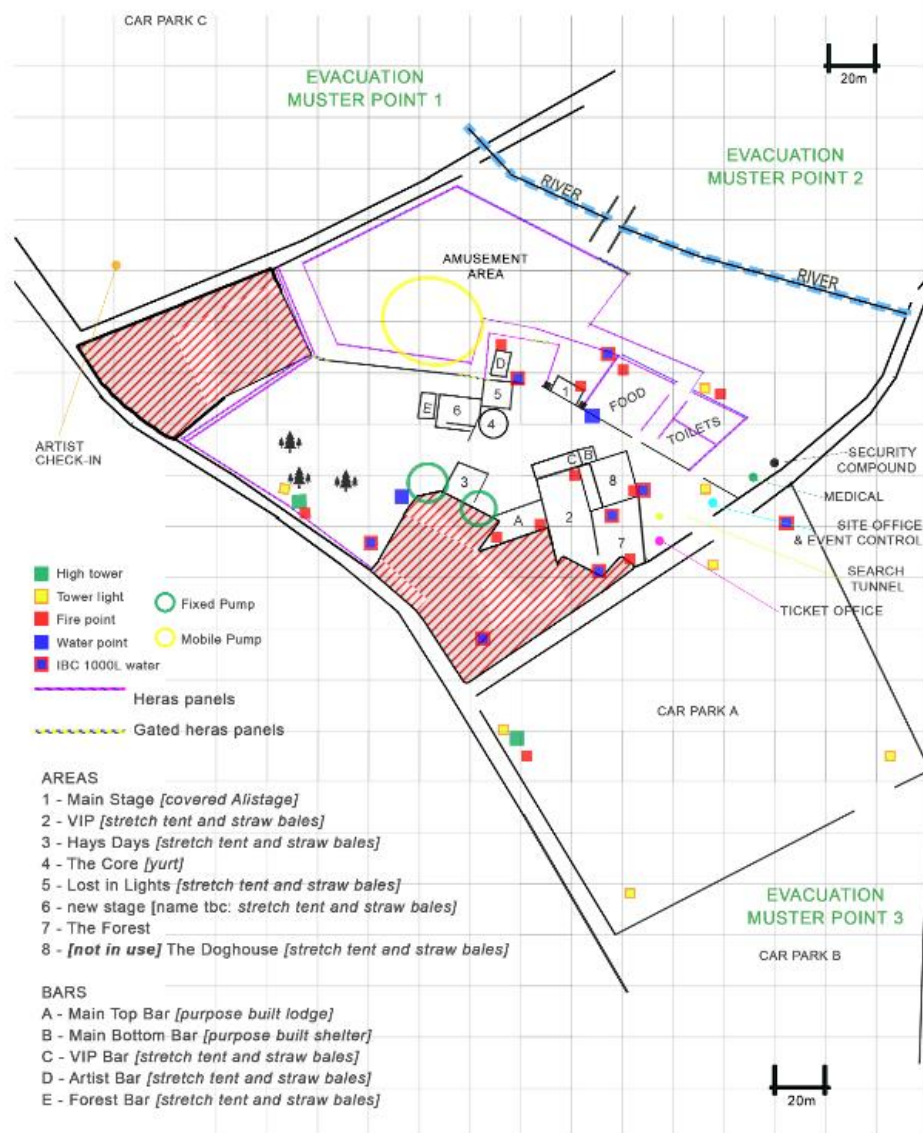 CAR PARK C
20m
EVACUATION
MUSTER POINT 1
EVACUATION
MUSTER POINT 2
RIVER
RIVER
AMUSEMENT
AREA
D
1
E
6
5
4
FOOD
TOILETS
ARTIST
CHECK-IN
C
B
3
8
A
2
7
SECURITY
COMPOUND
MEDICAL
SITE OFFICE
& EVENT CONTROL
SEARCH
TUNNEL
TICKET OFFICE
High tower
Tower light
Fire point
Water point
IBC 1000L water
Fixed Pump
Mobile Pump
Heras panels
Gated heras panels
CAR PARK A
AREAS
1 - Main Stage [covered Alistage]
2 - VIP [stretch tent and straw bales]
3 - Hays Days [stretch tent and straw bales]
4 - The Core [yurt]
5 - Lost in Lights [stretch tent and straw bales]
6 - new stage [name tbc: stretch tent and straw bales]
7 - The Forest
8 - [not in use] The Doghouse [stretch tent and straw bales]
EVACUATION
MUSTER POINT 3
CAR PARK B
BARS
A - Main Top Bar [purpose built lodge]
B - Main Bottom Bar [purpose built shelter]
C - VIP Bar [stretch tent and straw bales]
D - Artist Bar [stretch tent and straw bales]
E - Forest Bar [stretch tent and straw bales]
20m